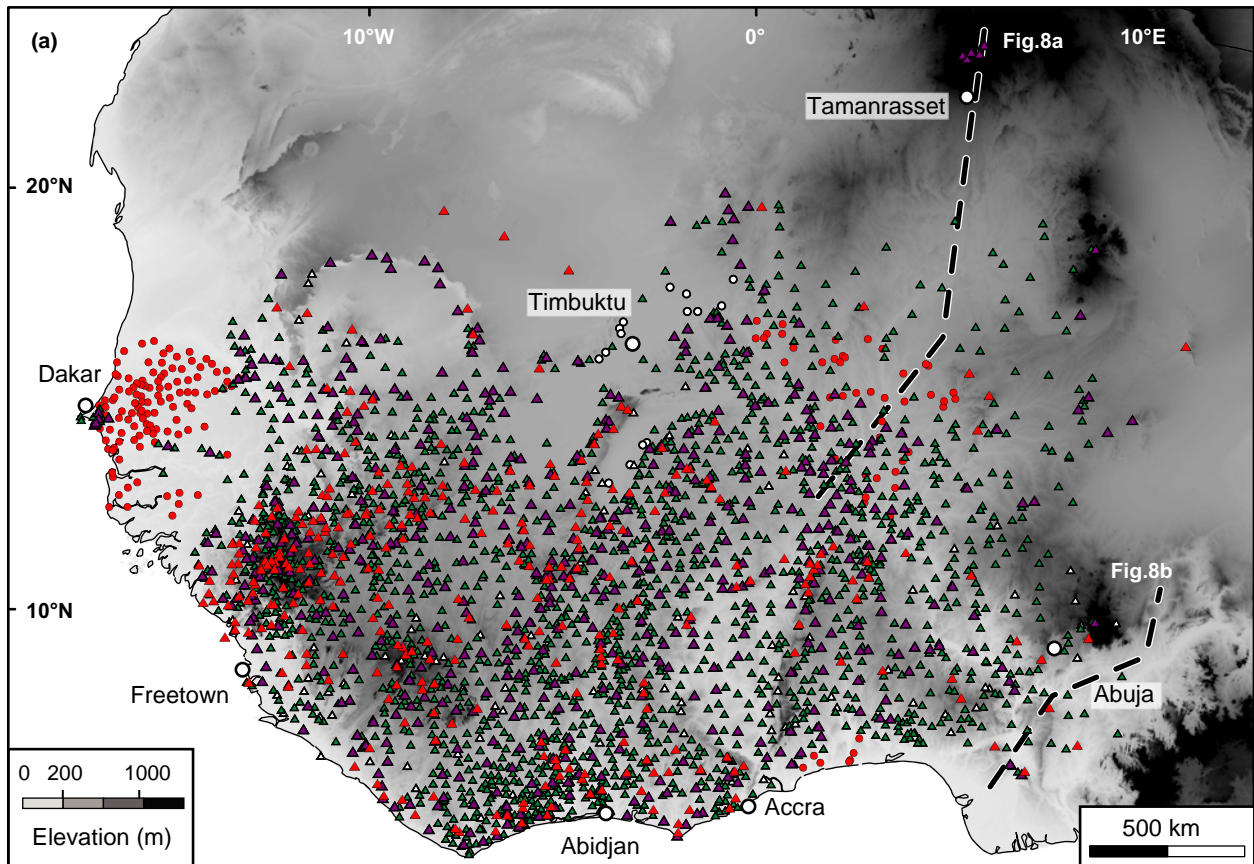 (a)
10°W
0°
10°E
Fig.8a
Tamanrasset
20°N
Timbuktu
Dakar
Fig.8b
10°N
Freetown
Abuja
0 200 1000
Elevation (m)
Accra
Abidjan
500 km